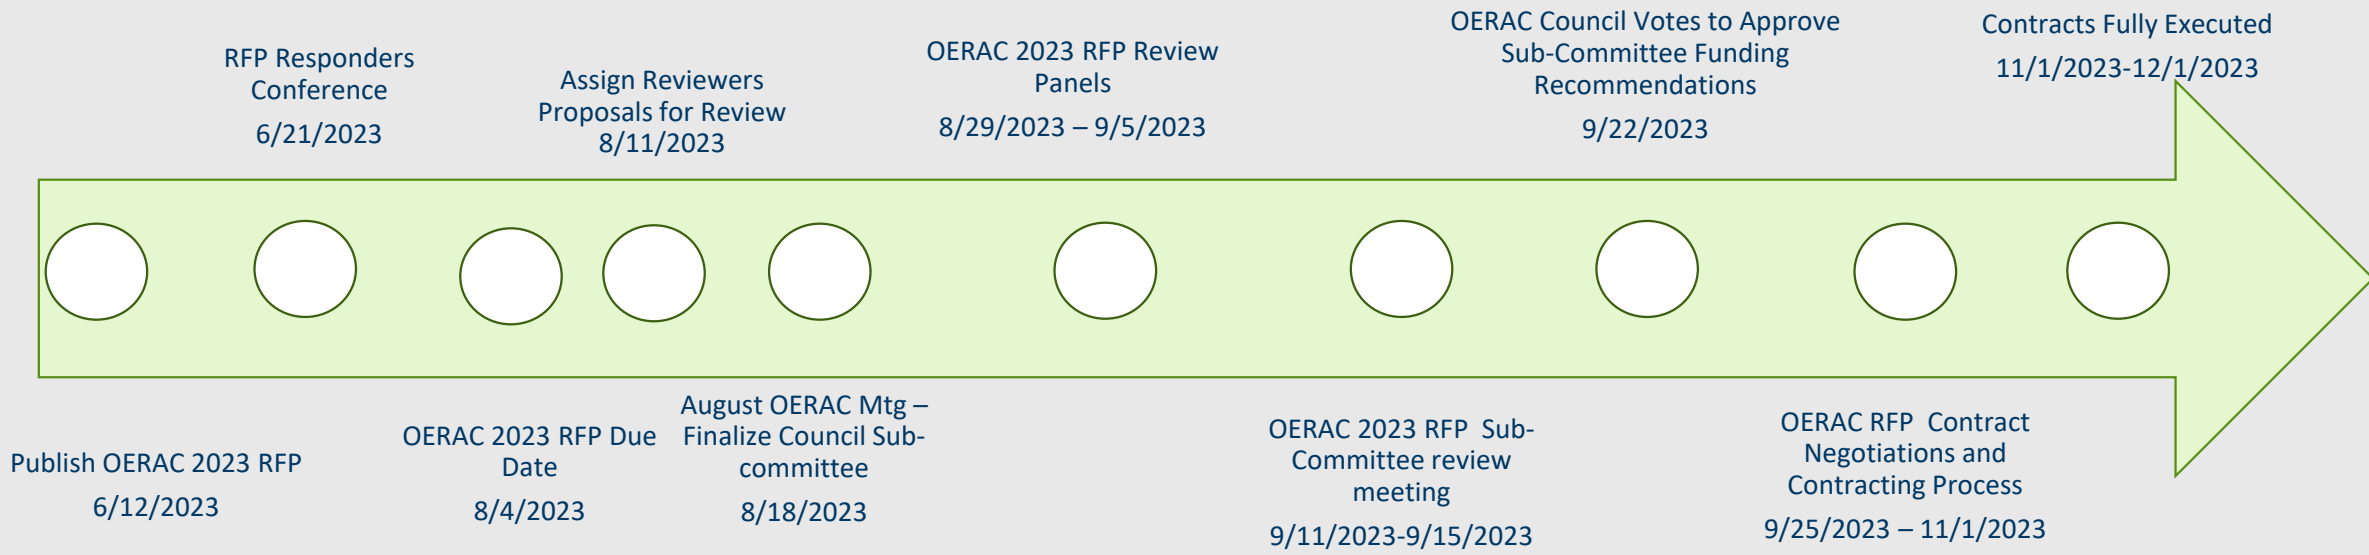 Publish OERAC 2023 RFP
6/12/2023
RFP Responders
Conference
6/21/2023
OERAC 2023 RFP Due
Date
8/4/2023
Assign Reviewers
Proposals for Review
8/11/2023
August OERAC Mtg –
Finalize Council Sub-
committee
8/18/2023
OERAC 2023 RFP Review
Panels
8/29/2023 – 9/5/2023
OERAC 2023 RFP Sub-
Committee review
meeting
9/11/2023-9/15/2023
OERAC Council Votes to Approve
Sub-Committee Funding
Recommendations
9/22/2023
OERAC RFP Contract
Negotiations and
Contracting Process
9/25/2023 – 11/1/2023
Contracts Fully Executed
11/1/2023-12/1/2023